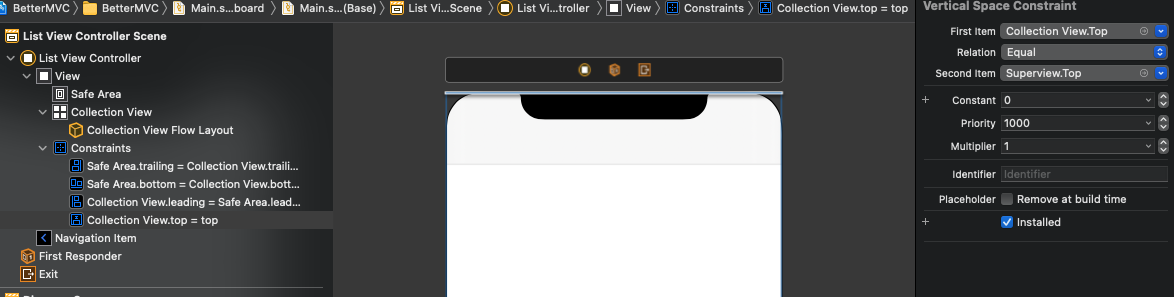 BetterMVC BetterMVC Main.s...board Main.s...(Base) List Vi...Scene List Vi...troller View Constraints Collection View.top = top
List View Controller Scene
List View Controller
View
Safe Area
Collection View
Collection View Flow Layout
Constraints
Safe Area.trailing = Collection View.traili...
Safe Area.bottom = Collection View.bott...
Collection View.leading = Safe Area.lead...
Collection View.top = top
Navigation Item
First Responder
Exit
Vertical Space Constraint
First Item Collection View.Top
Relation Equal
Second Item Superview.Top
+ Constant 0
Priority 1000
Multiplier 1
Identifier Identifier
Placeholder Remove at build time
+ Installed